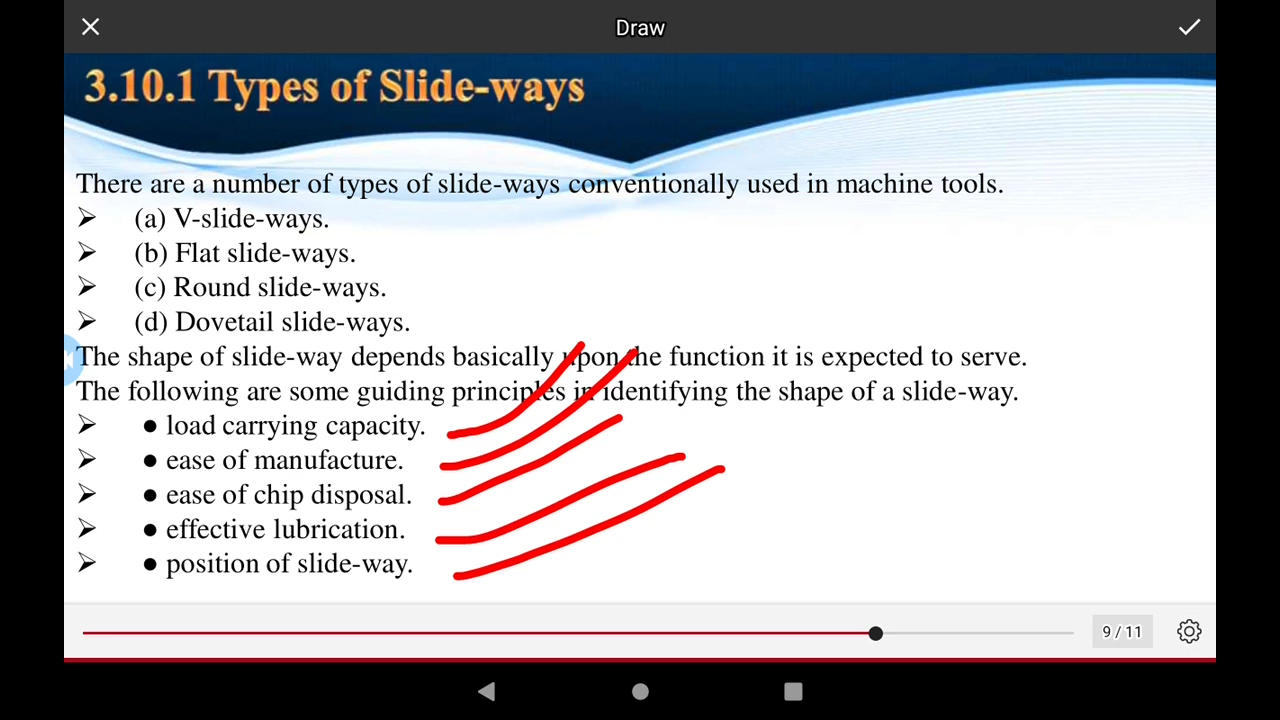 Draw
3.10.1 Types of Slide-ways
There are a number of types of slide-ways conventionally used in machine tools.
➢ (a) V-slide-ways.
➢ (b) Flat slide-ways.
➢ (c) Round slide-ways.
➢ (d) Dovetail slide-ways.
The shape of slide-way depends basically upon the function it is expected to serve.
The following are some guiding principles in identifying the shape of a slide-way.
➢ ● load carrying capacity.
➢ ● ease of manufacture.
➢ ● ease of chip disposal.
➢ ● effective lubrication.
➢ ● position of slide-way.
9 / 11